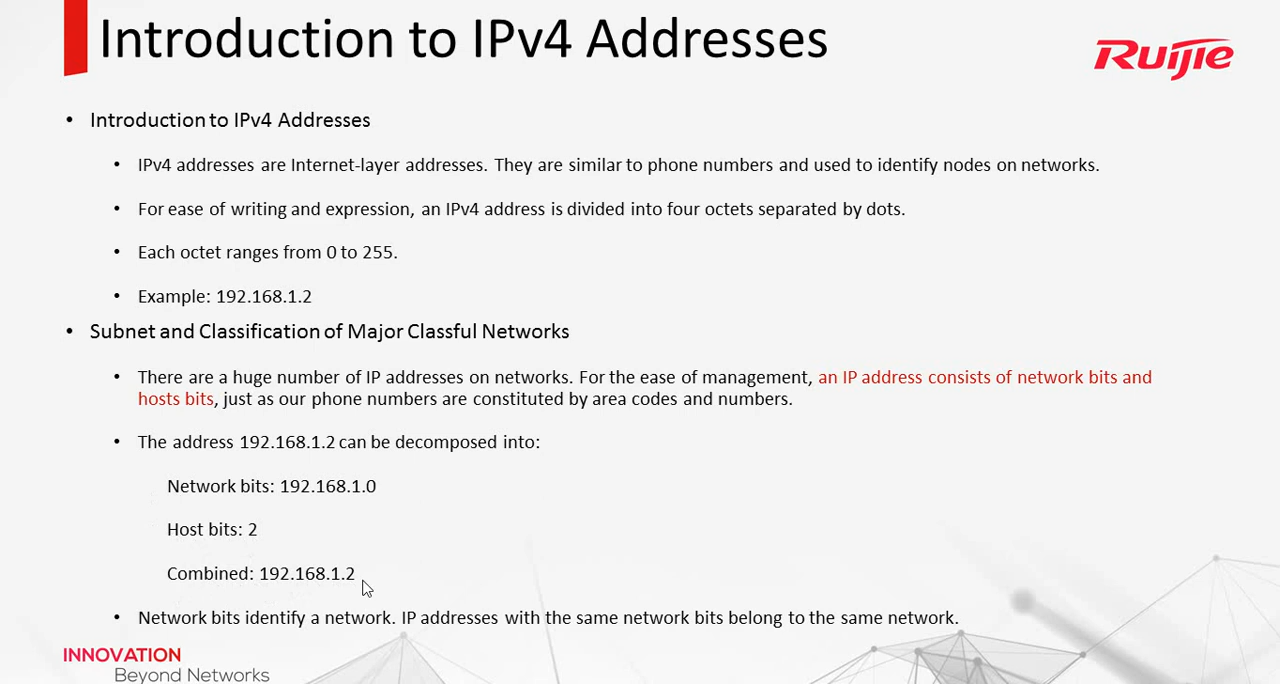 Introduction to IPv4 Addresses
Ruijie
• Introduction to IPv4 Addresses
• IPv4 addresses are Internet-layer addresses. They are similar to phone numbers and used to identify nodes on networks.
• For ease of writing and expression, an IPv4 address is divided into four octets separated by dots.
• Each octet ranges from 0 to 255.
• Example: 192.168.1.2
• Subnet and Classification of Major Classful Networks
• There are a huge number of IP addresses on networks. For the ease of management, an IP address consists of network bits and
hosts bits, just as our phone numbers are constituted by area codes and numbers.
• The address 192.168.1.2 can be decomposed into:
Network bits: 192.168.1.0
Host bits: 2
Combined: 192.168.1.2
• Network bits identify a network. IP addresses with the same network bits belong to the same network.
INNOVATION
Beyond Networks